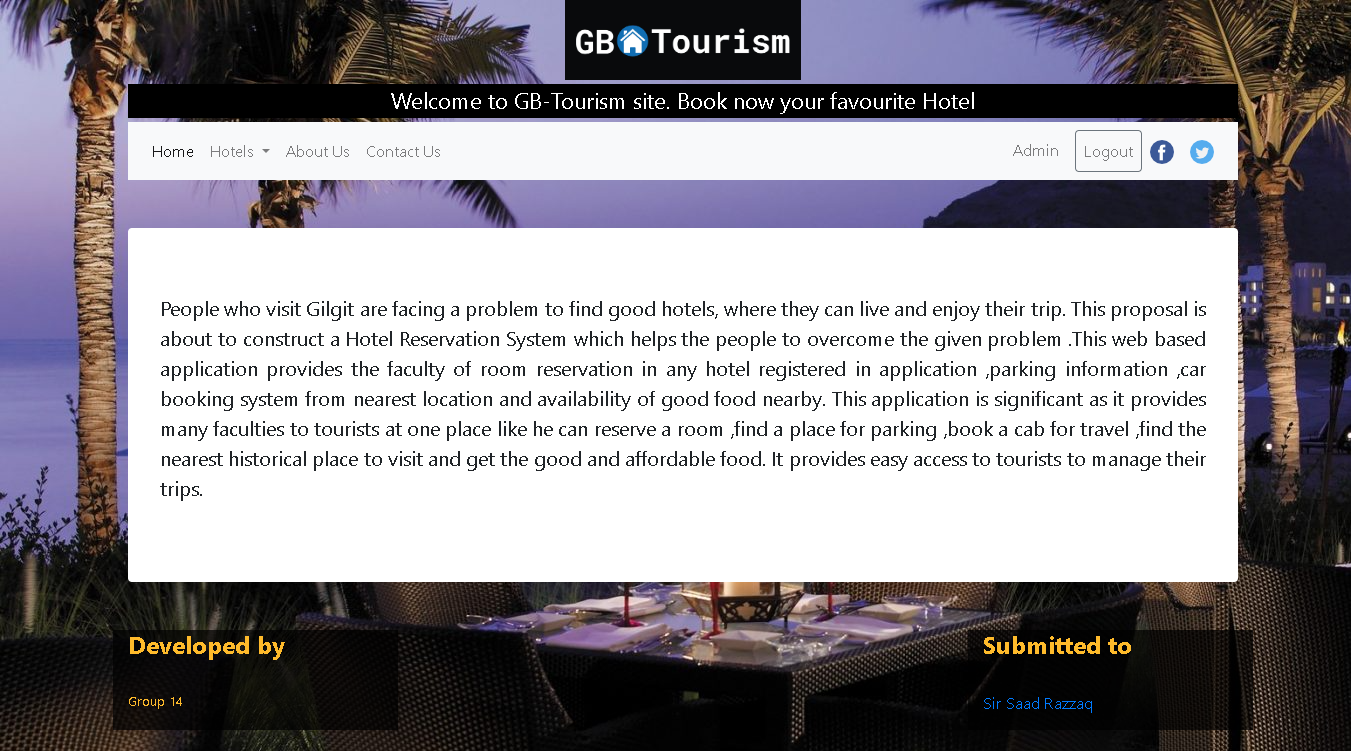 GB Tourism
Welcome to GB-Tourism site. Book now your favourite Hotel
Home Hotels About Us Contact Us Admin Logout
People who visit Gilgit are facing a problem to find good hotels, where they can live and enjoy their trip. This proposal is
about to construct a Hotel Reservation System which helps the people to overcome the given problem .This web based
application provides the faculty of room reservation in any hotel registered in application ,parking information ,car
booking system from nearest location and availability of good food nearby. This application is significant as it provides
many faculties to tourists at one place like he can reserve a room ,find a place for parking ,book a cab for travel ,find the
nearest historical place to visit and get the good and affordable food. It provides easy access to tourists to manage their
trips.
Developed by Submitted to
Group 14 Sir Saad Razzaq